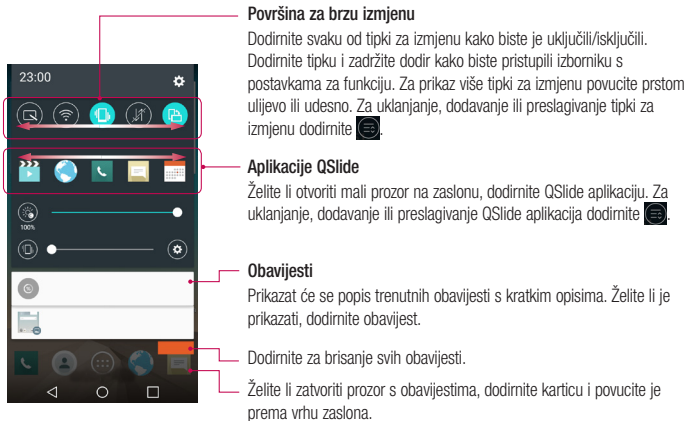 Površina za brzu izmjenu
Dodirnite svaku od tipki za izmjenu kako biste je uključili/isključili.
Dodirnite tipku i zadržite dodir kako biste pristupili izborniku s
postavkama za funkciju. Za prikaz više tipki za izmjenu povucite prstom
ulijevo ili udesno. Za uklanjanje, dodavanje ili preslagivanje tipki za
izmjenu dodirnite .
23:00
Aplikacije QSlide
Želite li otvoriti mali prozor na zaslonu, dodirnite QSlide aplikaciju. Za
uklanjanje, dodavanje ili preslagivanje QSlide aplikacija dodirnite .
100%
Obavijesti
Prikazat će se popis trenutnih obavijesti s kratkim opisima. Želite li je
prikazati, dodirnite obavijest.
Dodirnite za brisanje svih obavijesti.
Želite li zatvoriti prozor s obavijestima, dodirnite karticu i povucite je
prema vrhu zaslona.